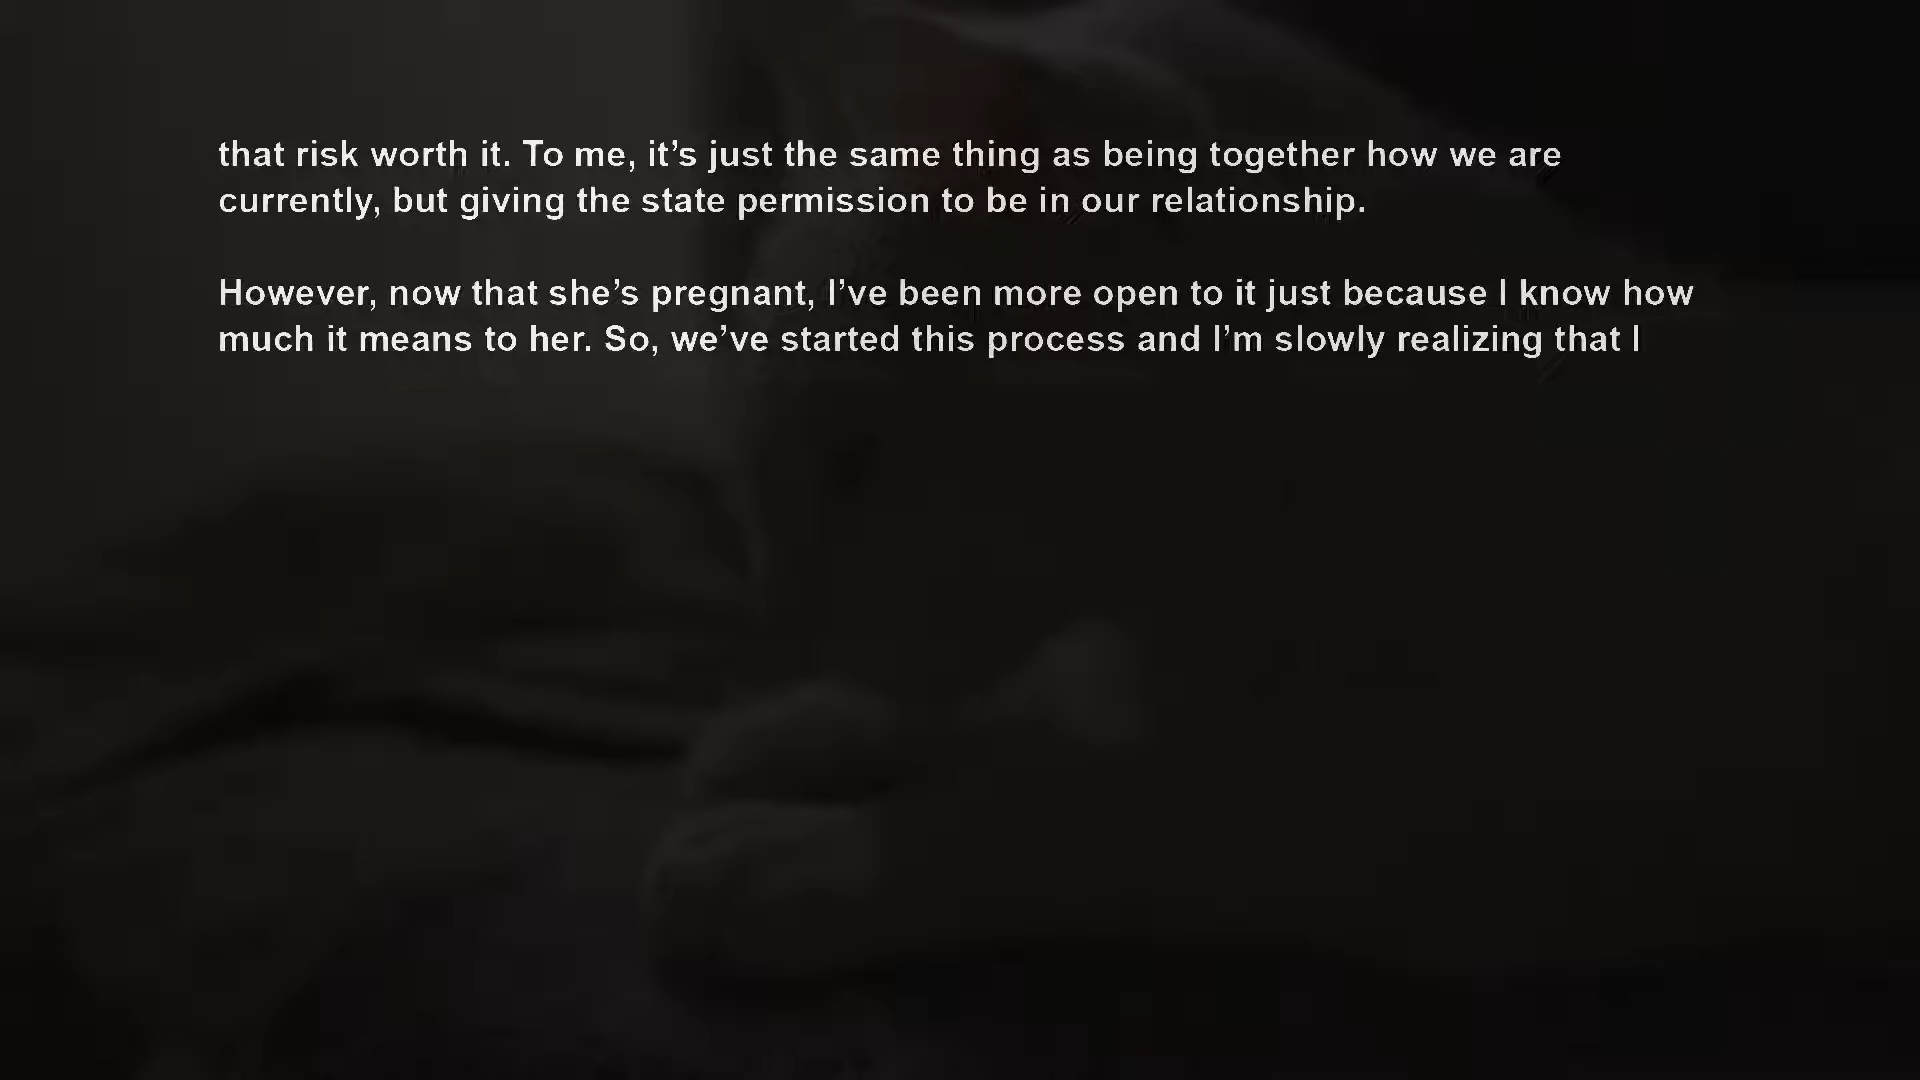 that risk worth it. To me, it’s just the same thing as being together how we are
currently, but giving the state permission to be in our relationship.
However, now that she’s pregnant, I’ve been more open to it just because I know how
much it means to her. So, we’ve started this process and I’m slowly realizing that I